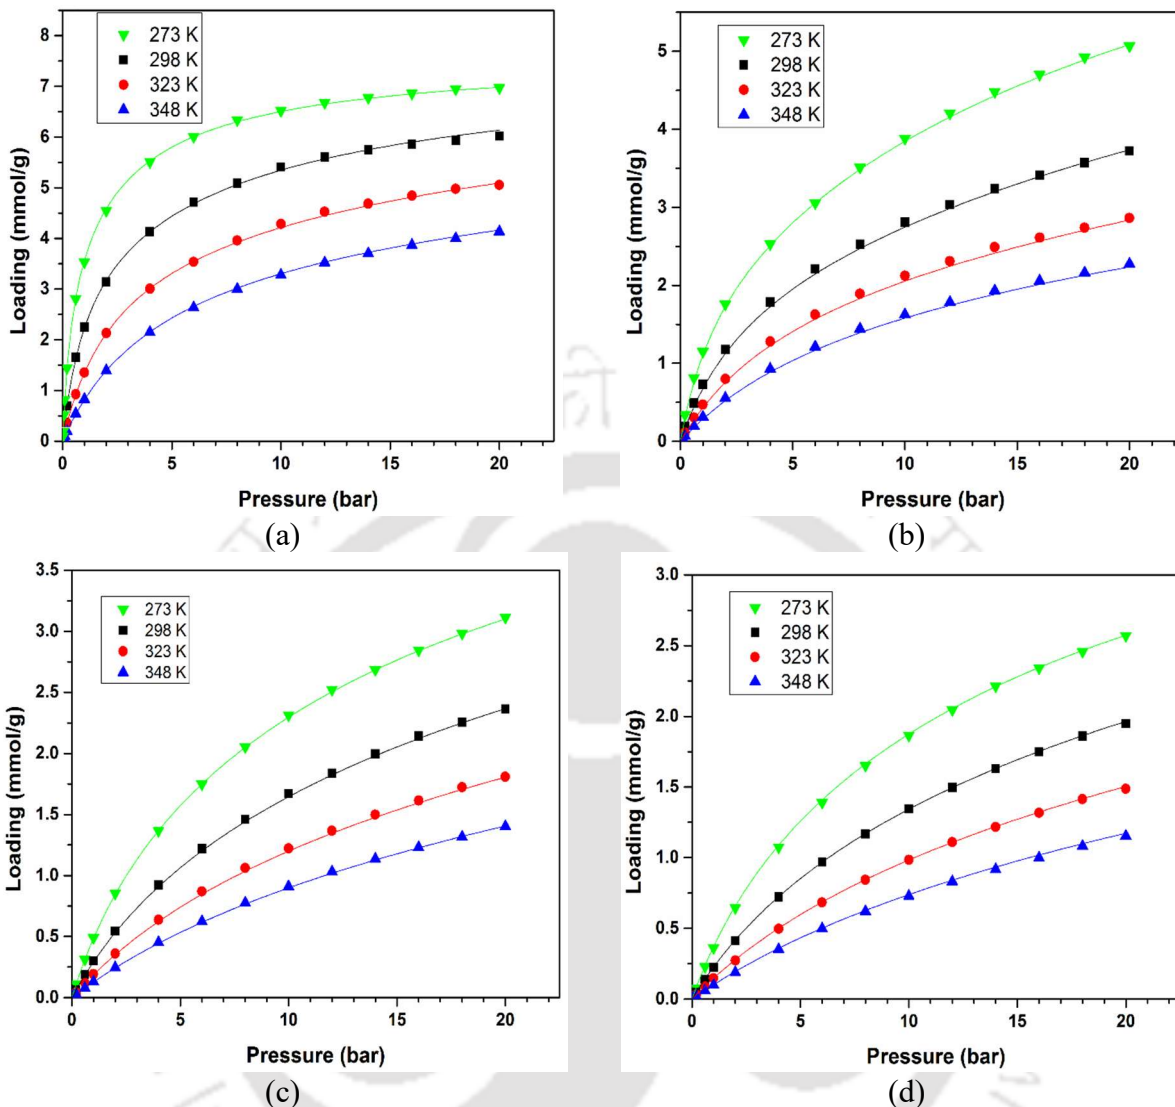 8
7
6
5
4
3
2
1
0
273 K
298 K
323 K
348 K
Loading (mmol/g)
0 5 10 15 20
Pressure (bar)
(a)
5
4
3
2
1
0
273 K
298 K
323 K
348 K
Loading (mmol/g)
0 5 10 15 20
Pressure (bar)
(b)
3.5
3.0
2.5
2.0
1.5
1.0
0.5
0.0
273 K
298 K
323 K
348 K
Loading (mmol/g)
0 5 10 15 20
Pressure (bar)
(c)
3.0
2.5
2.0
1.5
1.0
0.5
0.0
273 K
298 K
323 K
348 K
Loading (mmol/g)
0 5 10 15 20
Pressure (bar)
(d)